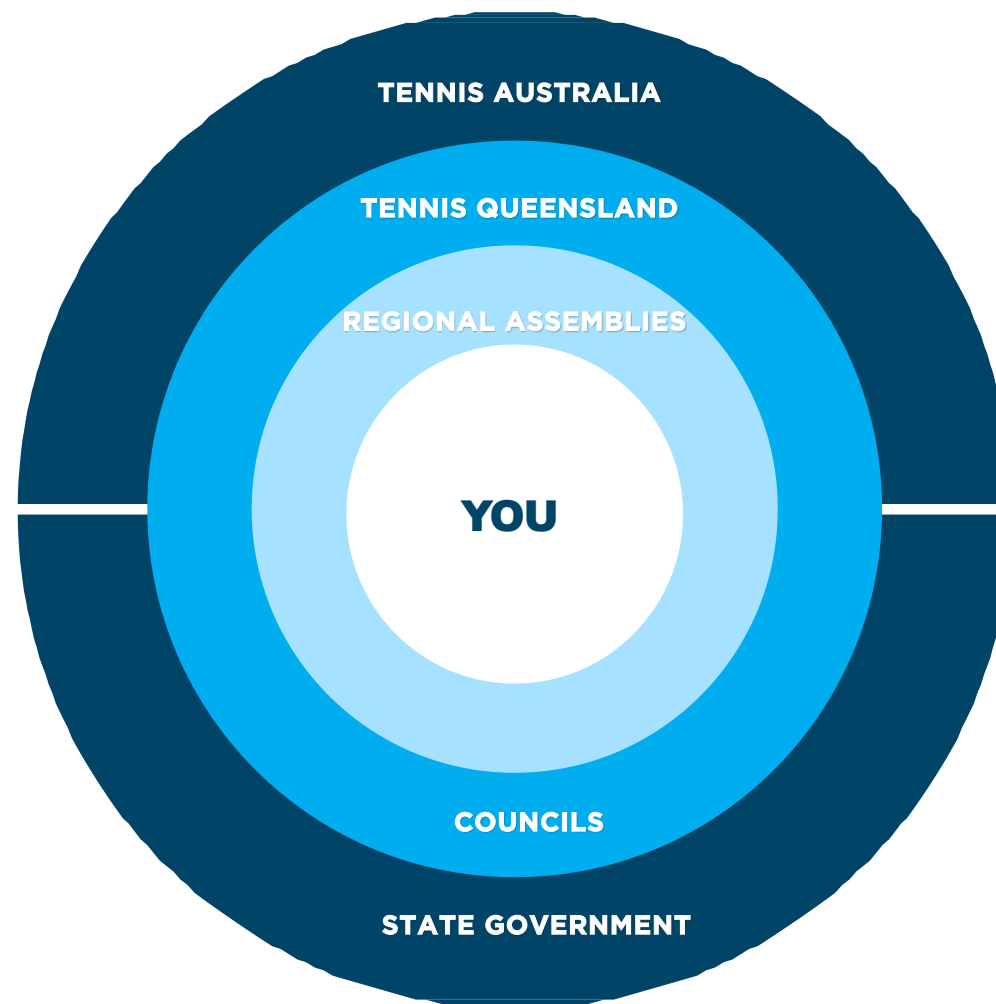 TENNIS AUSTRALIA
TENNIS QUEENSLAND
REGIONAL ASSEMBLIES
YOU
COUNCILS
STATE GOVERNMENT